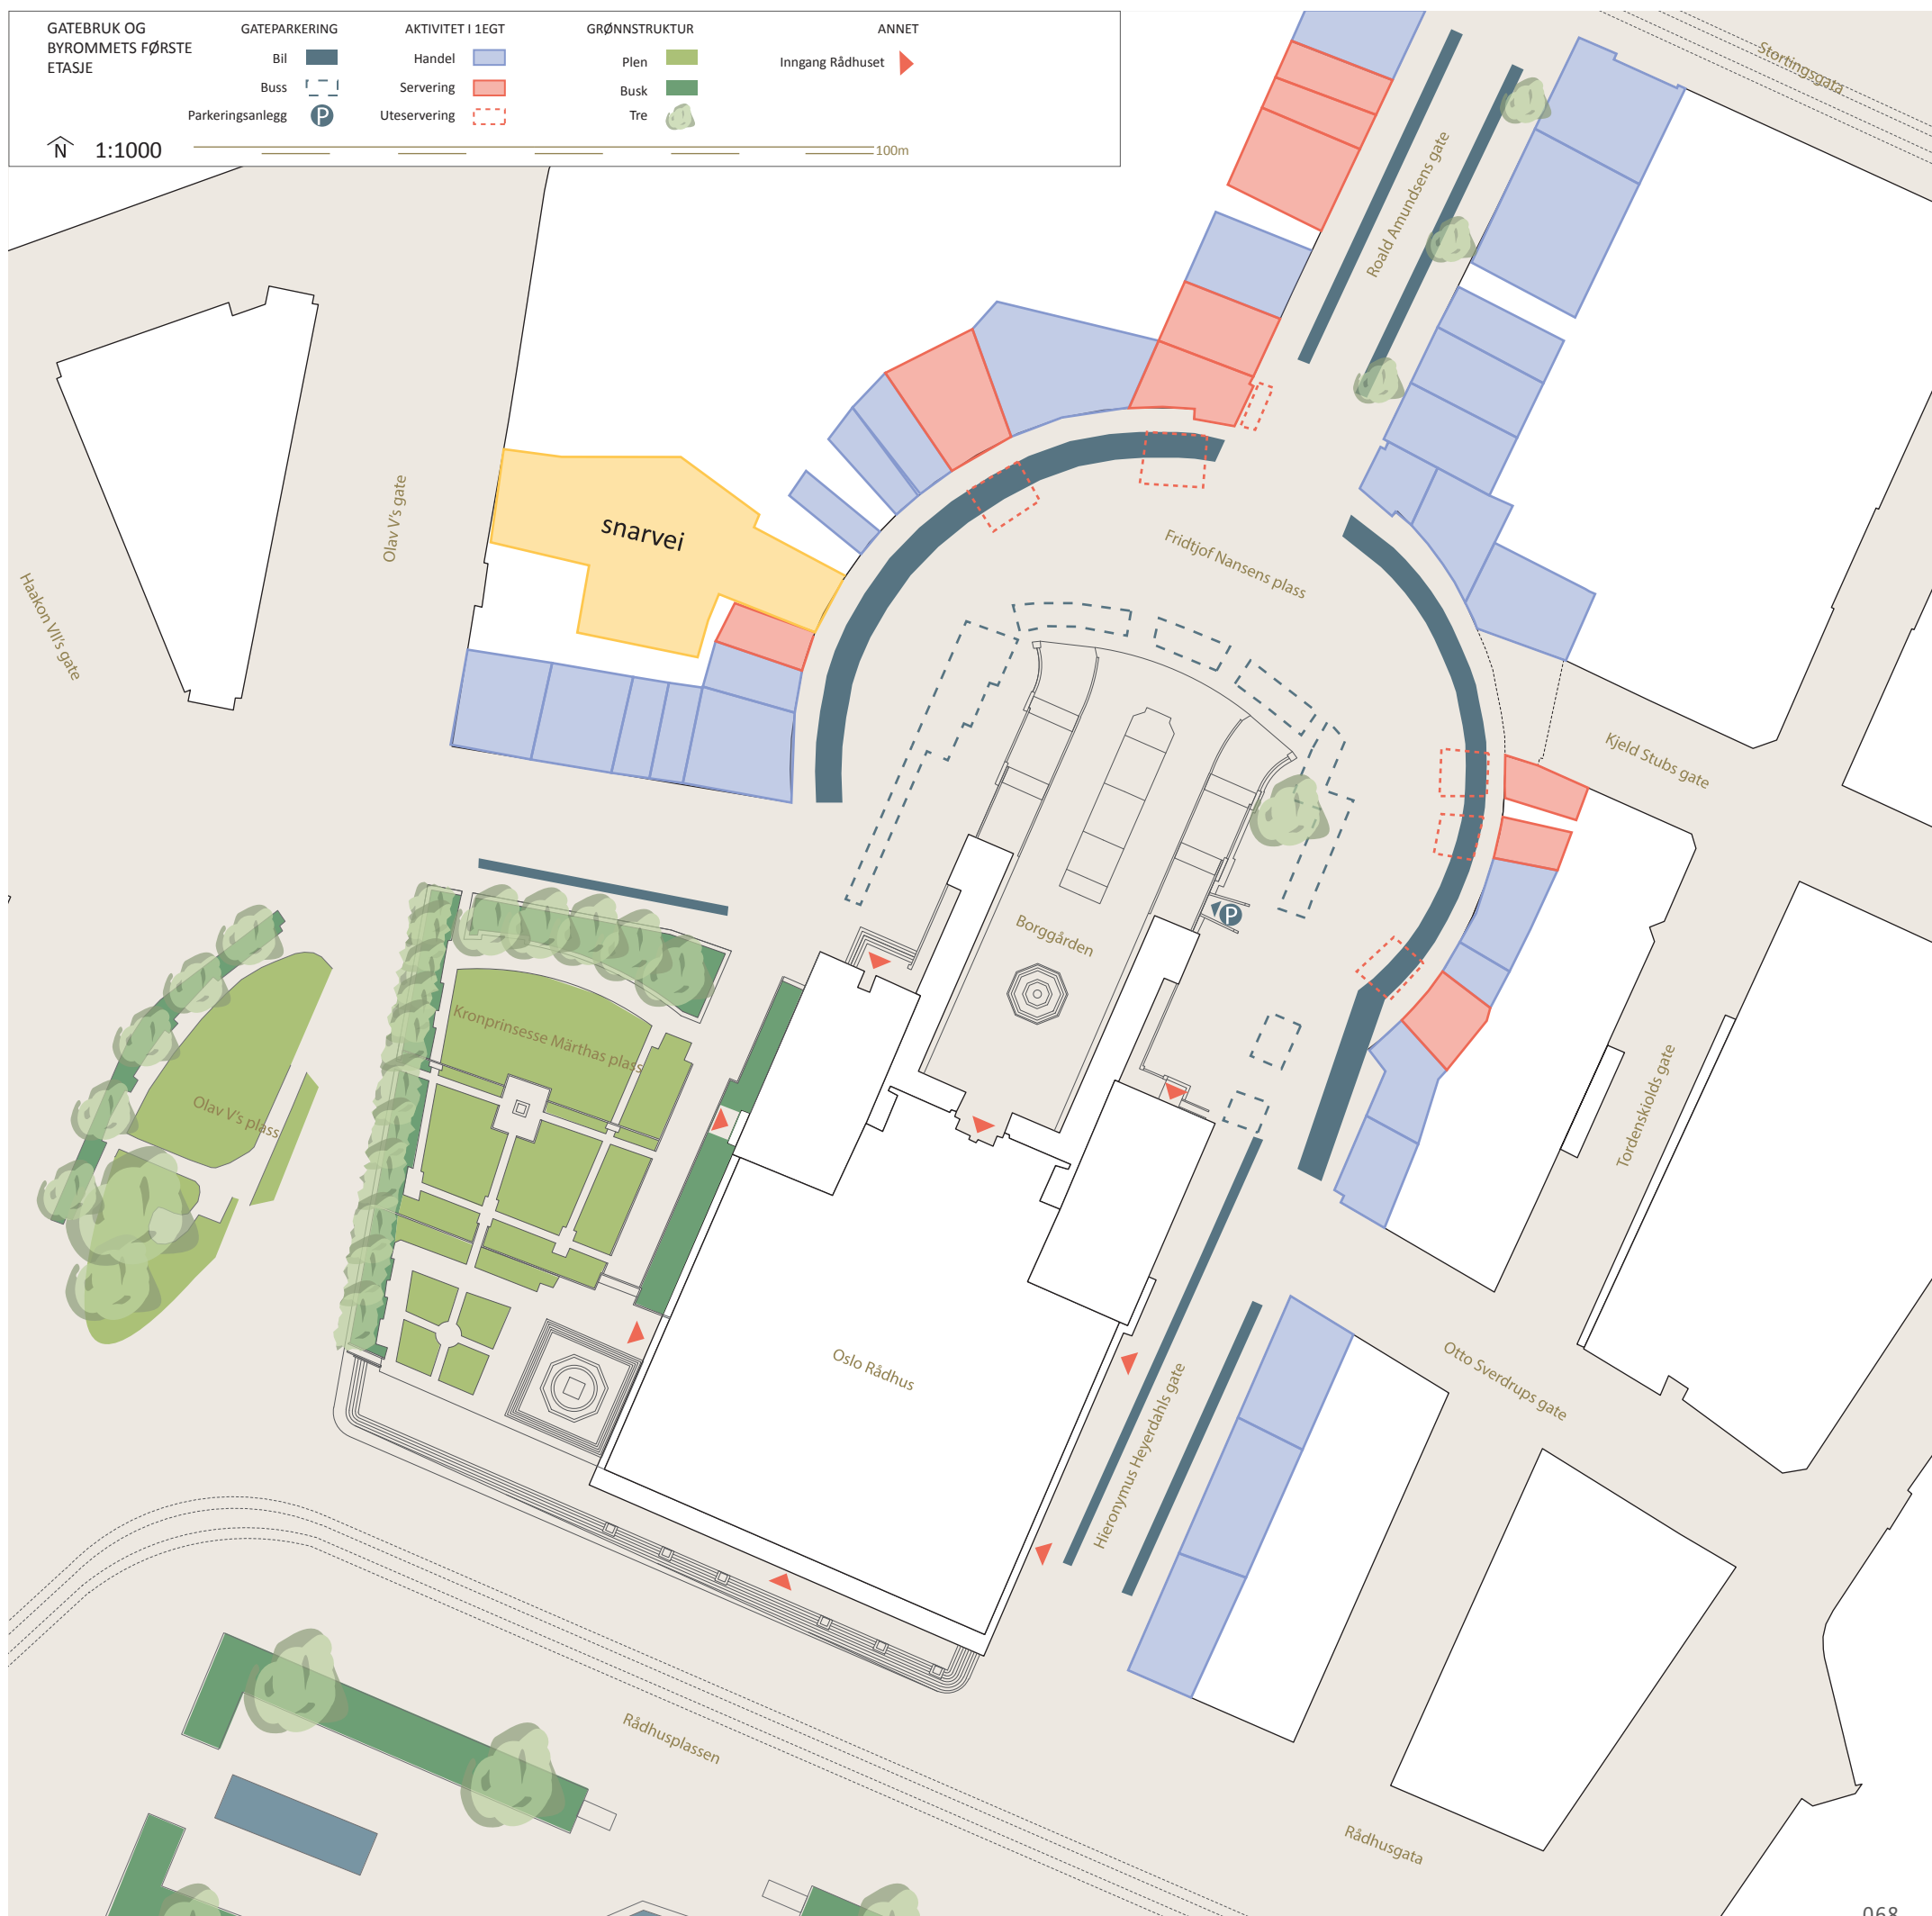 GATEBRUK OG
BYROMMETS FØRSTE
ETASJE
GATEPARKERING
Bil
Buss
Parkeringsanlegg
P
AKTIVITET I 1EGT
Handel
Servering
Uteservering
GRØNNSTRUKTUR
Plen
Busk
Tre
ANNET
Inngang Rådhuset
N
1:1000
100m
Stortingsgata
Roald Amundsens gate
Olav V's gate
snarvei
Fridtjof Nansens plass
Haakon VII's gate
Kjeld Stubs gate
Borggården
P
Kronprinsesse Märthas plass
Olav V's plass
Tordenskiolds gate
Oslo Rådhus
Otto Sverdrups gate
Hieronymus Heyerdahls gate
Rådhusplassen
Rådhusgata
068